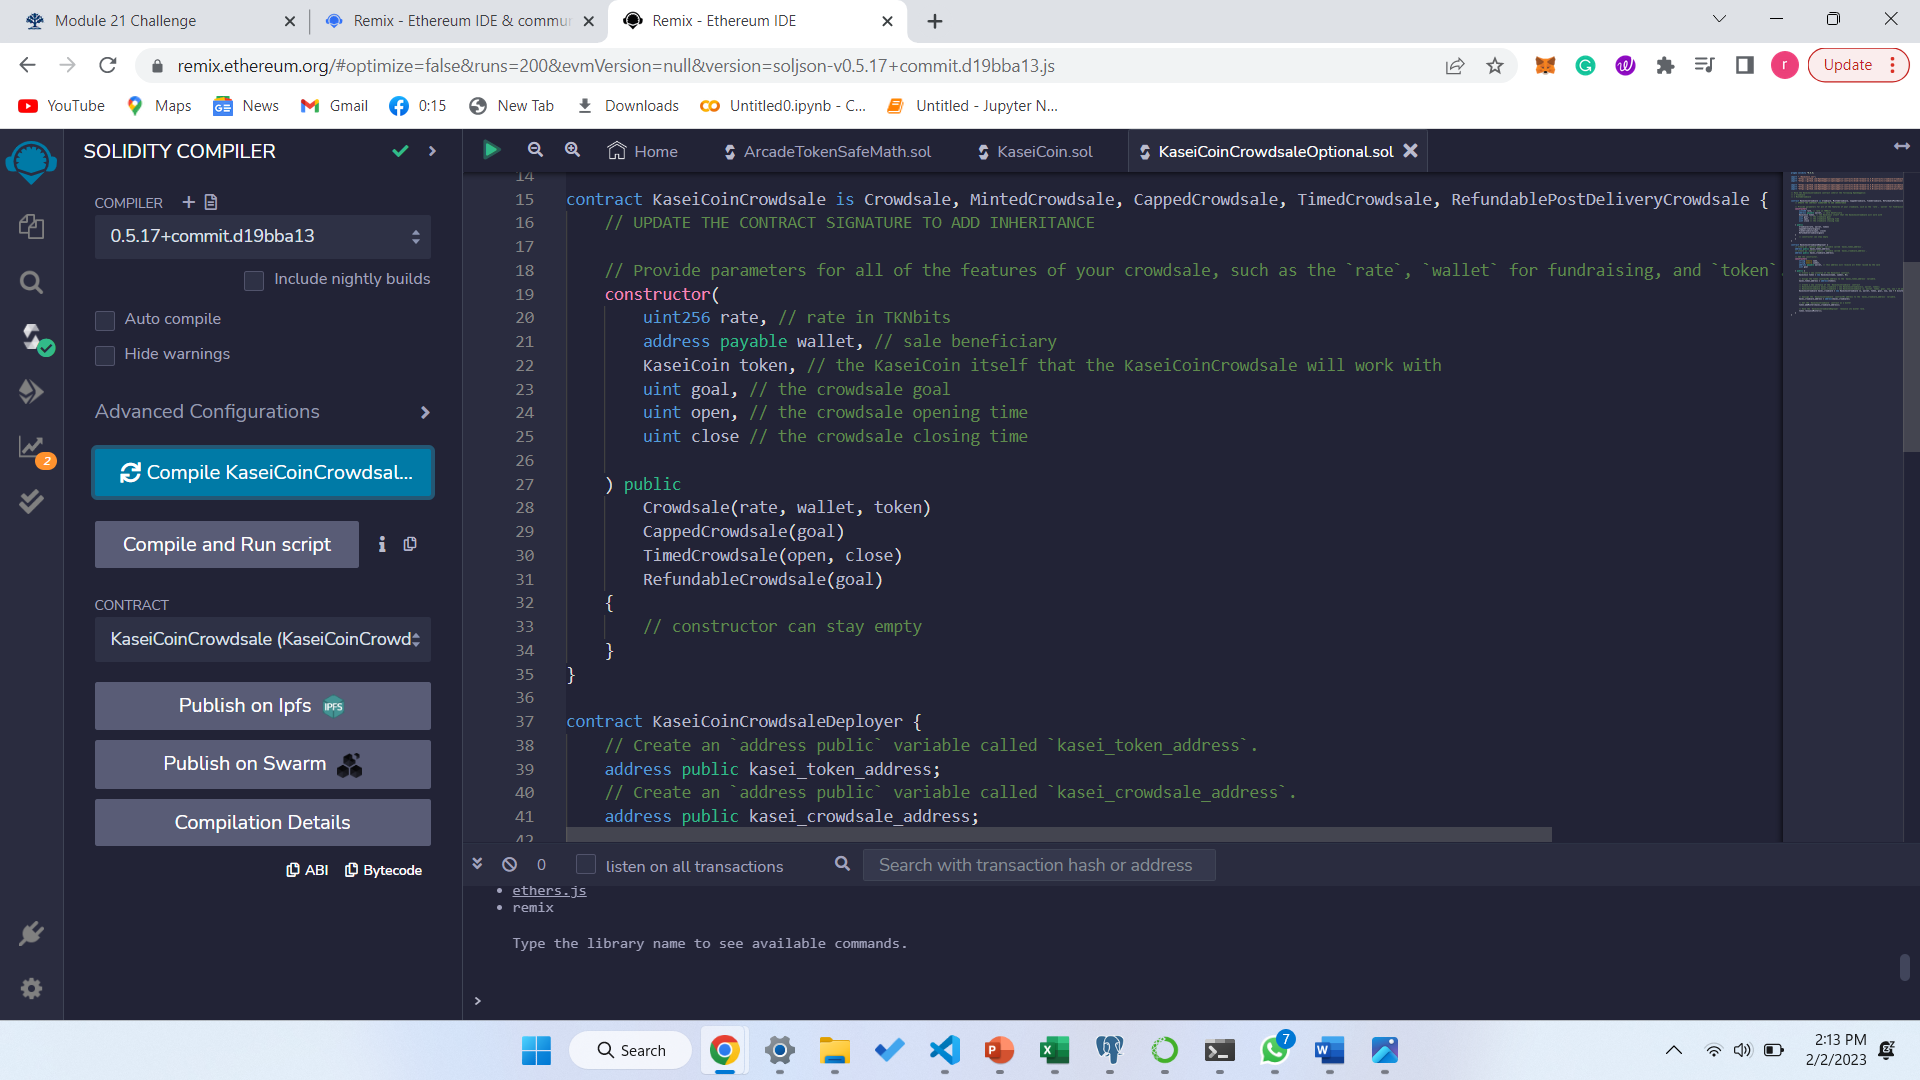 Module 21 Challenge
Remix - Ethereum IDE & commu
Remix - Ethereum IDE
remix.ethereum.org/#optimize=false&runs=200&evmVersion=null&version=soljson-v0.5.17+commit.d19bba13.js
r
Update
YouTube
Maps
News
Gmail
0:15
New Tab
Downloads
Untitled0.ipynb - C...
Untitled - Jupyter N...
SOLIDITY COMPILER
COMPILER
0.5.17+commit.d19bba13
Include nightly builds
Auto compile
Hide warnings
Advanced Configurations
Compile KaseiCoinCrowdsal...
Compile and Run script
CONTRACT
KaseiCoinCrowdsale (KaseiCoinCrowd
Publish on Ipfs
IPFS
Publish on Swarm
Compilation Details
ABI
Bytecode
2
Home
ArcadeTokenSafeMath.sol
KaseiCoin.sol
KaseiCoinCrowdsaleOptional.sol
14
15 contract KaseiCoinCrowdsale is Crowdsale, MintedCrowdsale, CappedCrowdsale, TimedCrowdsale, RefundablePostDeliveryCrowdsale {
16 // UPDATE THE CONTRACT SIGNATURE TO ADD INHERITANCE
17
18 // Provide parameters for all of the features of your crowdsale, such as the `rate`, `wallet` for fundraising, and `token`
19 constructor(
20 uint256 rate, // rate in TKNbits
21 address payable wallet, // sale beneficiary
22 KaseiCoin token, // the KaseiCoin itself that the KaseiCoinCrowdsale will work with
23 uint goal, // the crowdsale goal
24 uint open, // the crowdsale opening time
25 uint close // the crowdsale closing time
26
27 ) public
28 Crowdsale(rate, wallet, token)
29 CappedCrowdsale(goal)
30 TimedCrowdsale(open, close)
31 RefundableCrowdsale(goal)
32 {
33 // constructor can stay empty
34 }
35 }
36
37 contract KaseiCoinCrowdsaleDeployer {
38 // Create an `address public` variable called `kasei_token_address`.
39 address public kasei_token_address;
40 // Create an `address public` variable called `kasei_crowdsale_address`.
41 address public kasei_crowdsale_address;
42
0
listen on all transactions
Search with transaction hash or address
• ethers.js
• remix
Type the library name to see available commands.
>
Search
7
2:13 PM
2/2/2023